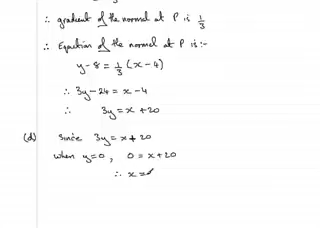 ∴ gradient of the normal at P is 1/3
∴ Equation of the normal at P is:-
y-8 = 1/3 (x-4)
∴ 3y-24 = x-4
∴ 3y = x+20
(d) Since 3y = x+20
when y=0, 0 = x+20
∴ x =